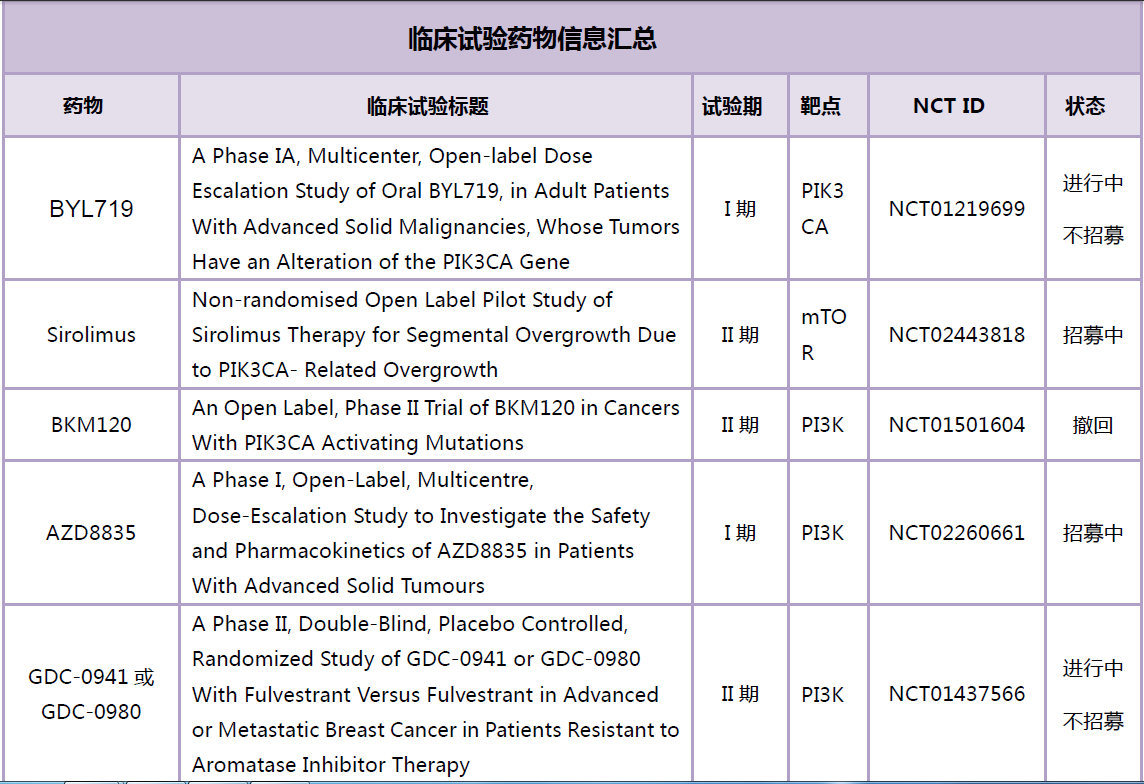 临床试验药物信息汇总
药物
临床试验标题
试验期
靶点
NCT ID
状态
BYL719
A Phase IA, Multicenter, Open-label Dose
Escalation Study of Oral BYL719, in Adult Patients
With Advanced Solid Malignancies, Whose Tumors
Have an Alteration of the PIK3CA Gene
I 期
PIK3
CA
NCT01219699
进行中
不招募
Sirolimus
Non-randomised Open Label Pilot Study of
Sirolimus Therapy for Segmental Overgrowth Due
to PIK3CA- Related Overgrowth
II 期
mTO
R
NCT02443818
招募中
BKM120
An Open Label, Phase II Trial of BKM120 in Cancers
With PIK3CA Activating Mutations
II 期
PI3K
NCT01501604
撤回
AZD8835
A Phase I, Open-Label, Multicentre,
Dose-Escalation Study to Investigate the Safety
and Pharmacokinetics of AZD8835 in Patients
With Advanced Solid Tumours
I 期
PI3K
NCT02260661
招募中
GDC-0941 或
GDC-0980
A Phase II, Double-Blind, Placebo Controlled,
Randomized Study of GDC-0941 or GDC-0980
With Fulvestrant Versus Fulvestrant in Advanced
or Metastatic Breast Cancer in Patients Resistant to
Aromatase Inhibitor Therapy
II 期
PI3K
NCT01437566
进行中
不招募